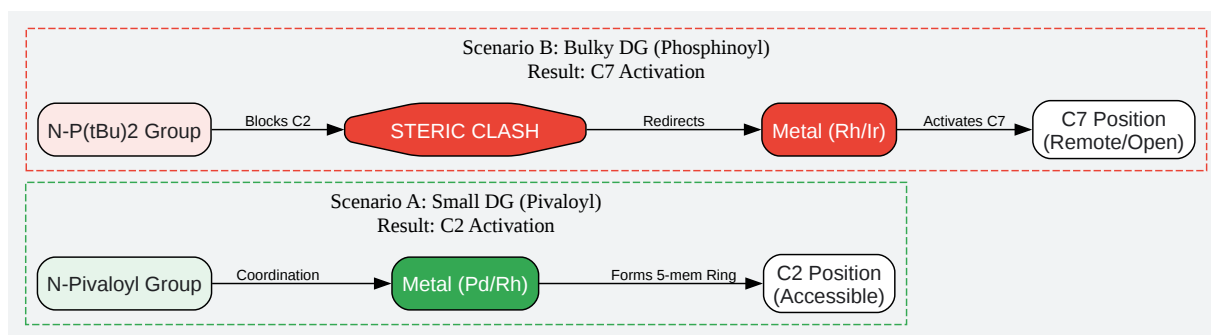 Scenario B: Bulky DG (Phosphinoyl)
Result: C7 Activation
N-P(tBu)2 Group
Blocks C2
STERIC CLASH
Redirects
Metal (Rh/Ir)
Activates C7
C7 Position
(Remote/Open)
Scenario A: Small DG (Pivaloyl)
Result: C2 Activation
N-Pivaloyl Group
Coordination
Metal (Pd/Rh)
Forms 5-mem Ring
C2 Position
(Accessible)